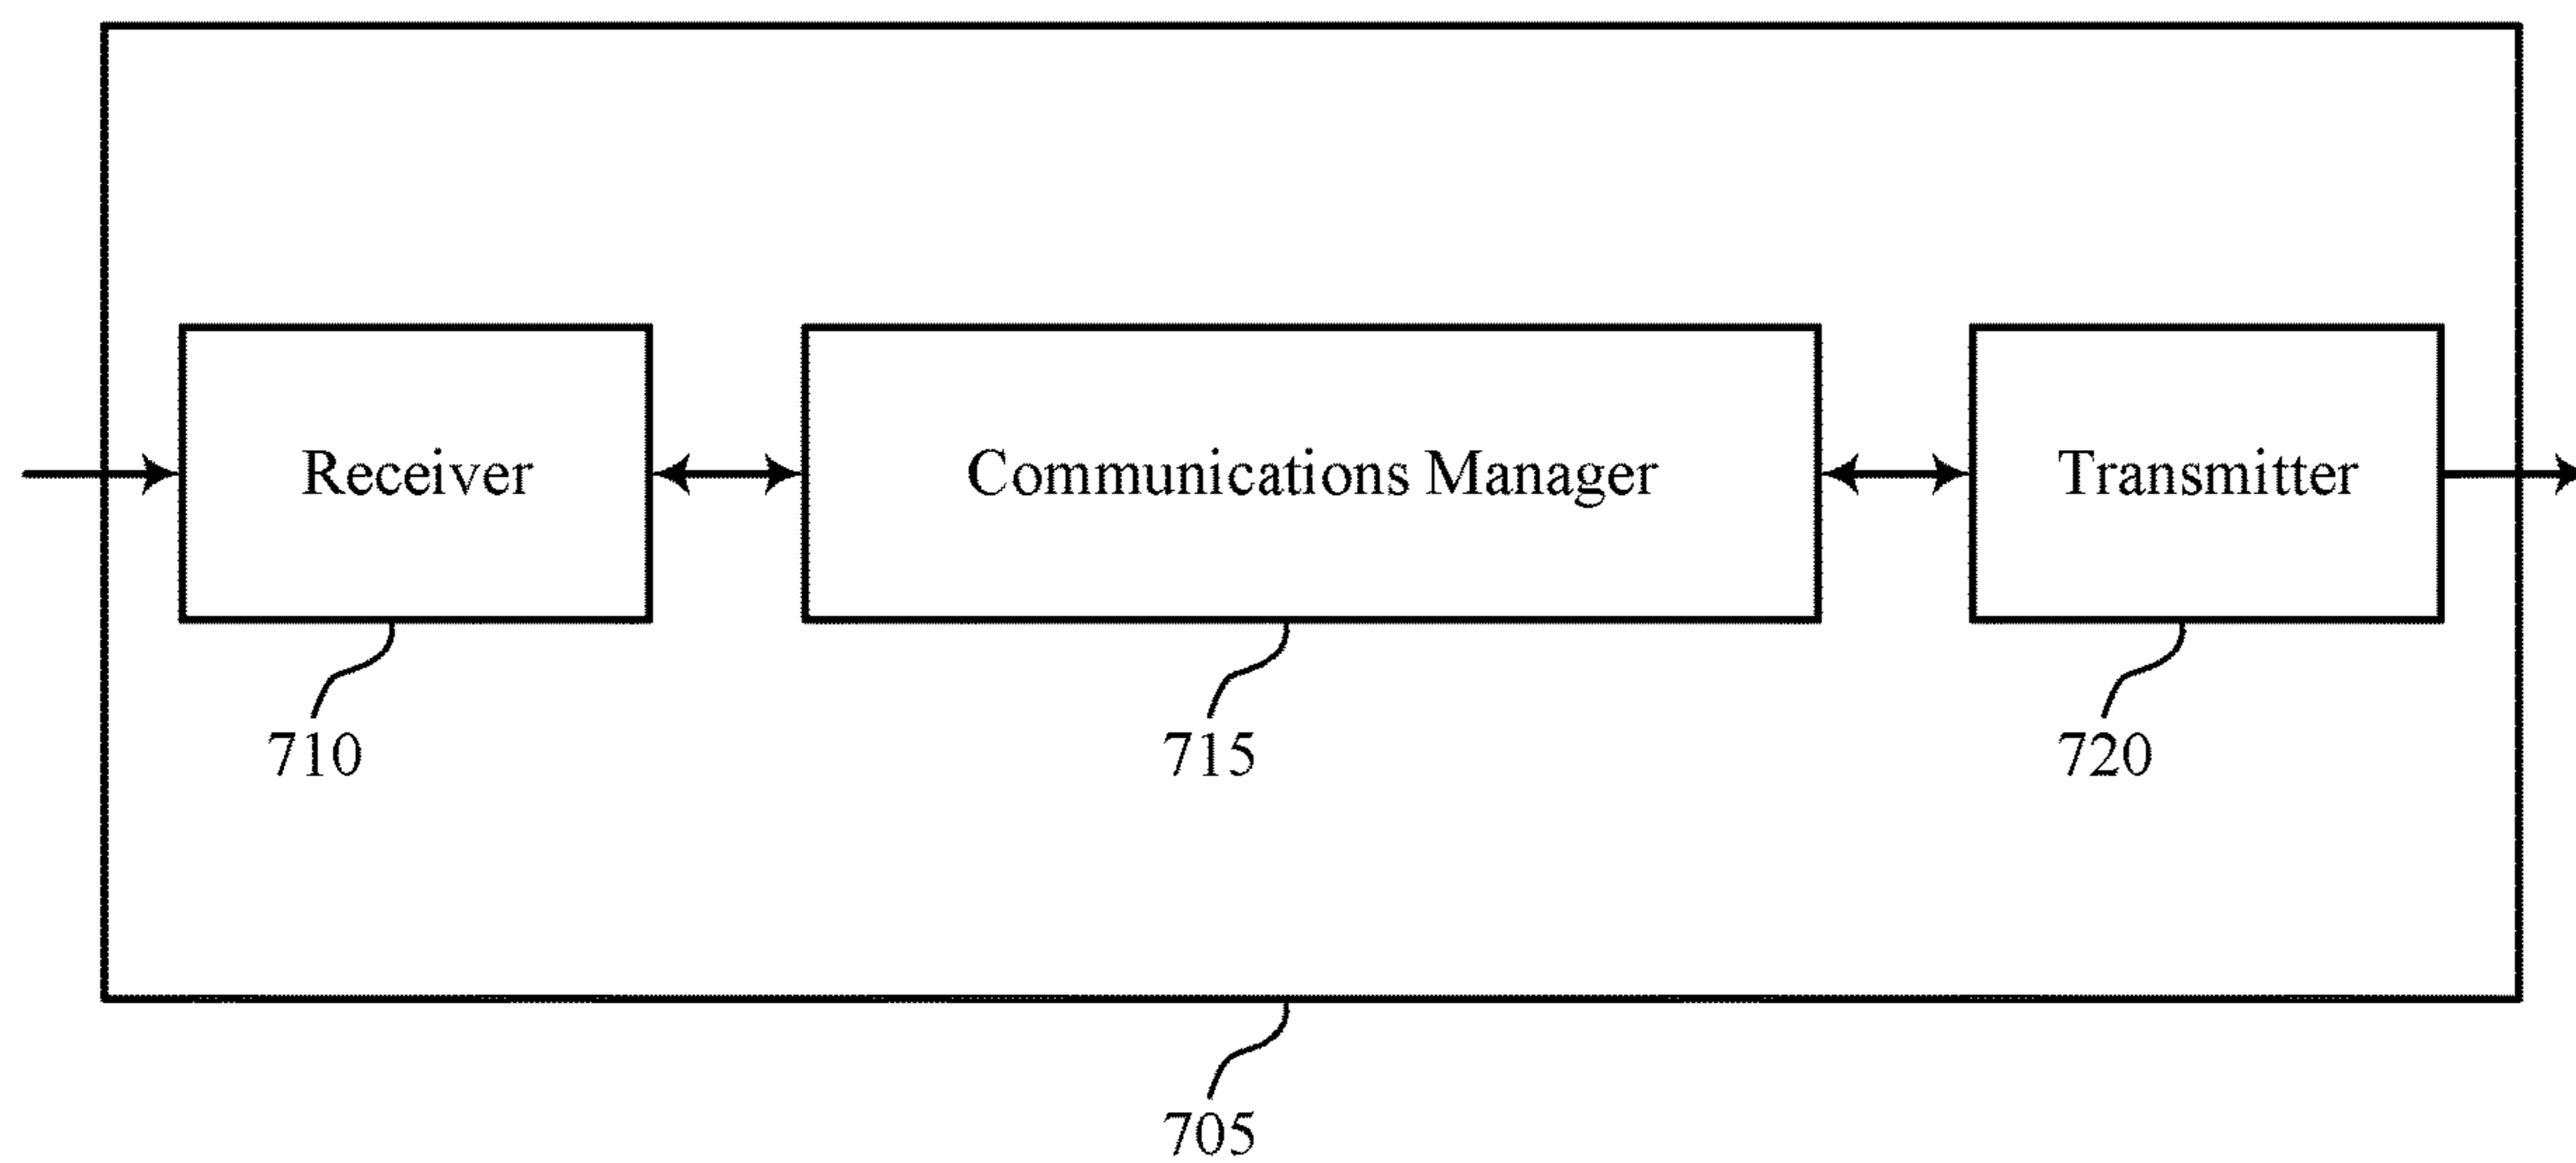 Receiver
Communications Manager
Transmitter
710
715
720
705